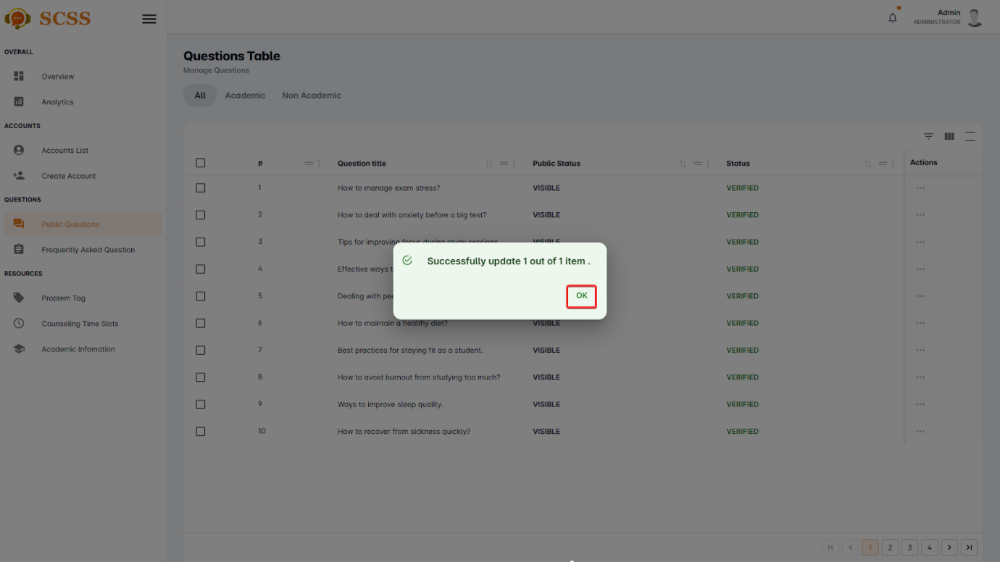 SCSS
Admin
ADMINISTRATOR
OVERALL
Overview
Analytics
ACCOUNTS
Accounts List
Create Account
QUESTIONS
Public Questions
Frequently Asked Question
RESOURCES
Problem Tag
Counseling Time Slots
Academic Infomation
Questions Table
Manage Questions
All Academic Non Academic
# Question title Public Status Status Actions
1 How to manage exam stress? VISIBLE VERIFIED
2 How to deal with anxiety before a big test? VISIBLE VERIFIED
3 Tips for improving focus during study sessions. VISIBLE VERIFIED
4 Effective ways VERIFIED
5 Dealing with VERIFIED
6 How to maintain a healthy diet? VISIBLE VERIFIED
7 Best practices for staying fit as a student. VISIBLE VERIFIED
8 How to avoid burnout from studying too much? VISIBLE VERIFIED
9 Ways to improve sleep quality. VISIBLE VERIFIED
10 How to recover from sickness quickly? VISIBLE VERIFIED
Successfully update 1 out of 1 item .
OK
1 2 3 4